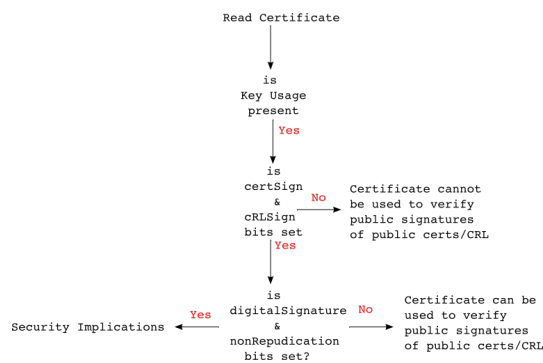 Read Certificate
is
Key Usage
present
Yes
is
certSign
&
cRLSign
bits set
No
Certificate cannot
be used to verify
public signatures
of public certs/CRL
Yes
is
digitalSignature
&
nonRepudication
bits set?
Yes
Security Implications
No
Certificate can be
used to verify
public signatures
of public certs/CRL